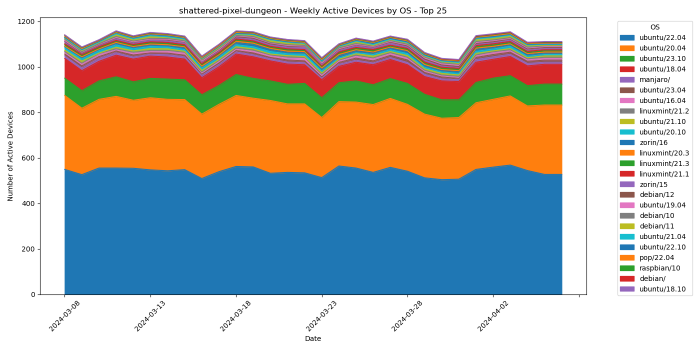 shattered-pixel-dungeon - Weekly Active Devices by OS - Top 25
Number of Active Devices
1200
1000
800
600
400
200
0
2024-03-08
2024-03-13
2024-03-18
2024-03-23
2024-03-28
2024-04-02
Date
OS
ubuntu/22.04
ubuntu/20.04
ubuntu/23.10
ubuntu/18.04
manjaro/
ubuntu/23.04
ubuntu/16.04
linuxmint/21.2
ubuntu/21.10
ubuntu/20.10
zorin/16
linuxmint/20.3
linuxmint/21.3
linuxmint/21.1
zorin/15
debian/12
ubuntu/19.04
debian/10
debian/11
ubuntu/21.04
ubuntu/22.10
pop/22.04
raspbian/10
debian/
ubuntu/18.10